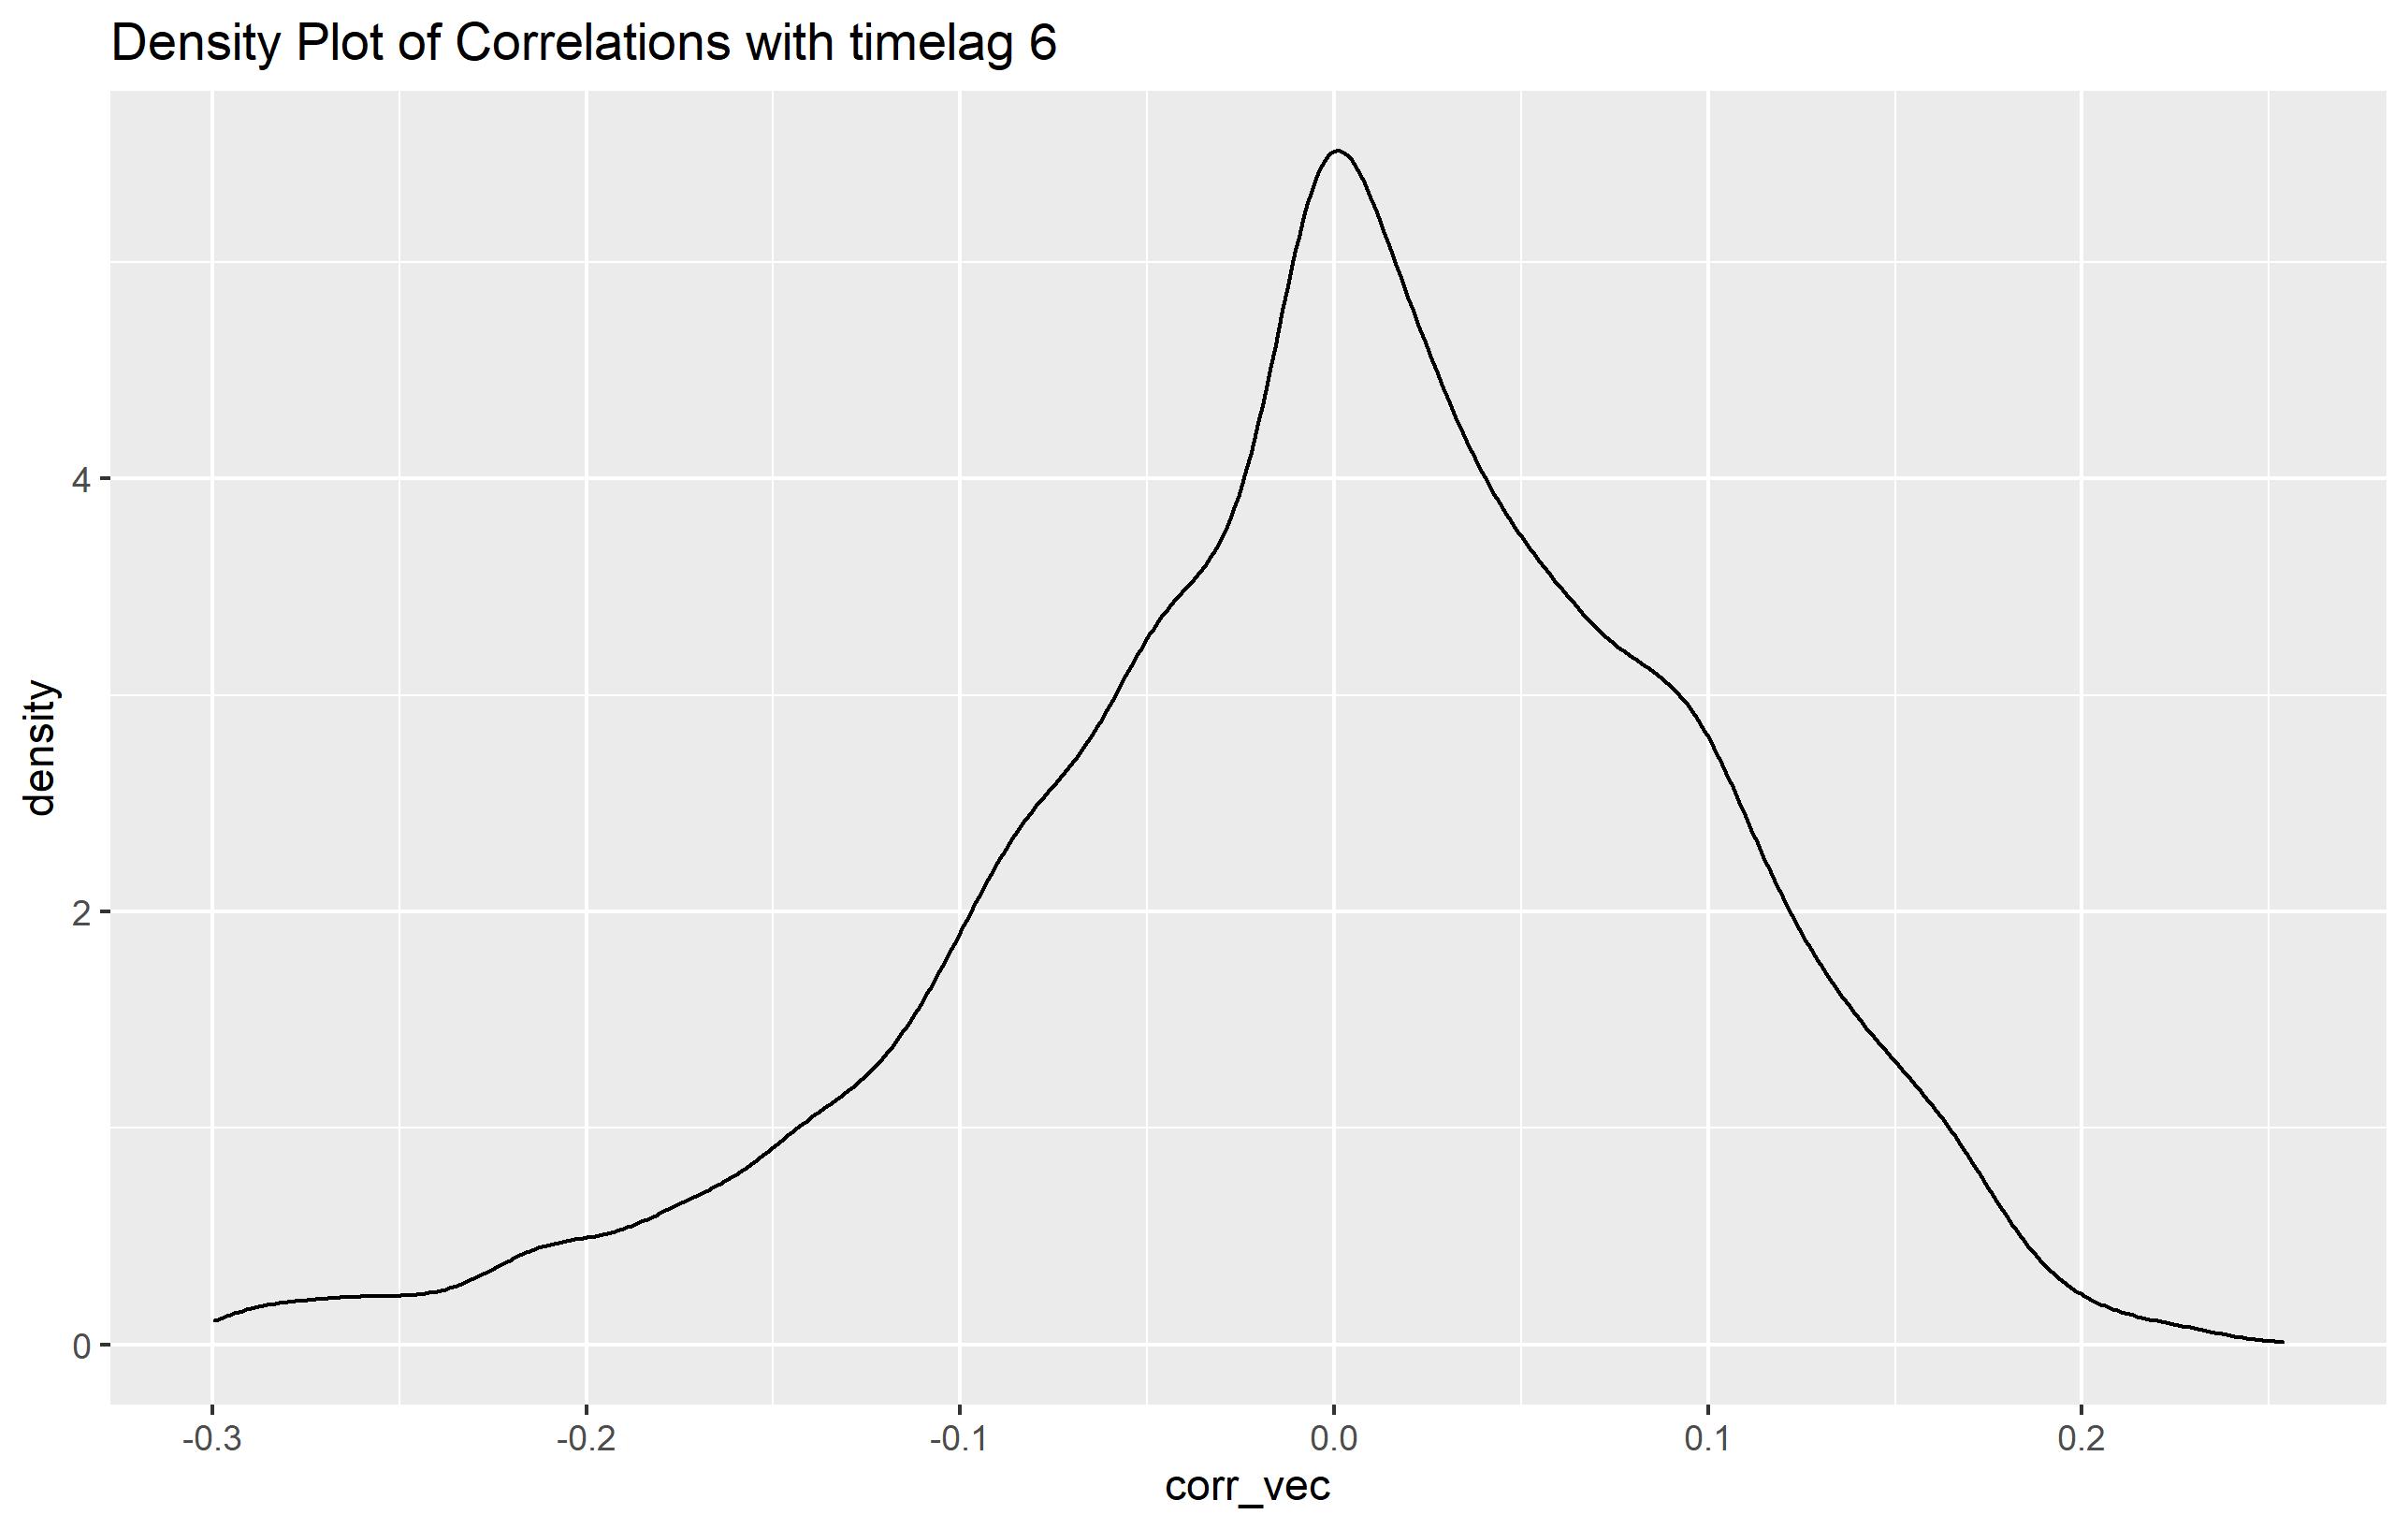 Density Plot of Correlations with timelag 6
density
4
2
0
-0.3 -0.2 -0.1 0.0 0.1 0.2
corr_vec